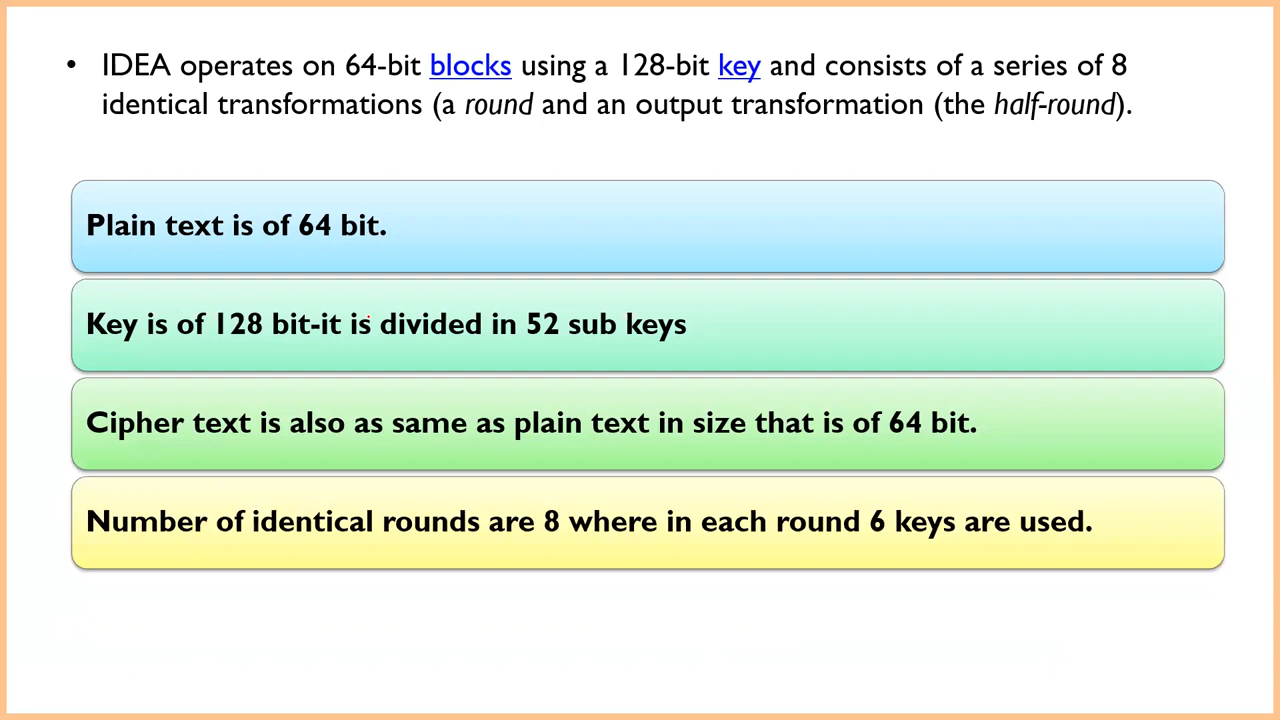 • IDEA operates on 64-bit blocks using a 128-bit key and consists of a series of 8
identical transformations (a round and an output transformation (the half-round).
Plain text is of 64 bit.
Key is of 128 bit-it is divided in 52 sub keys
Cipher text is also as same as plain text in size that is of 64 bit.
Number of identical rounds are 8 where in each round 6 keys are used.